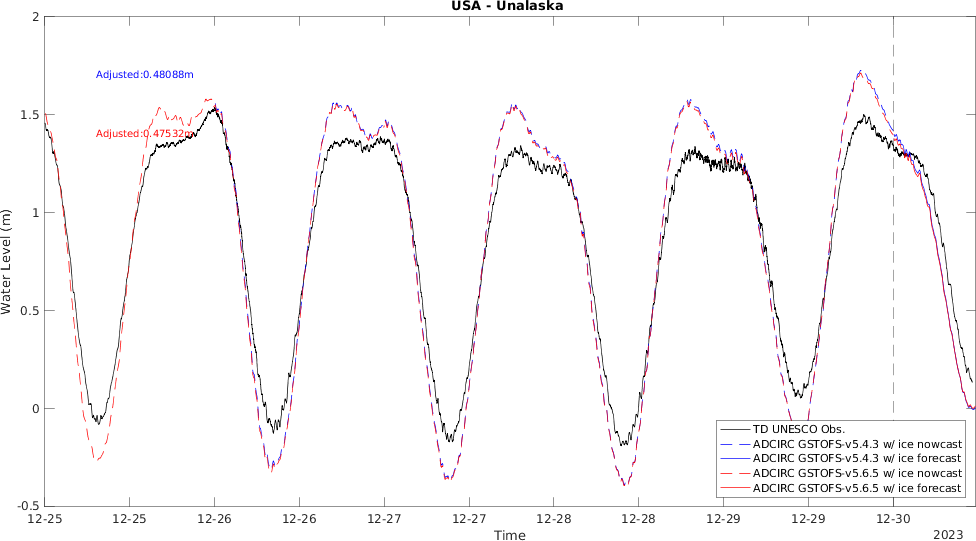 USA - Unalaska
2
1.5
1
0.5
0
-0.5
Water Level (m)
Adjusted:0.48088m
Adjusted:0.47532m
TD UNESCO Obs.
ADCIRC GSTOFS-v5.4.3 w/ ice nowcast
ADCIRC GSTOFS-v5.4.3 w/ ice forecast
ADCIRC GSTOFS-v5.6.5 w/ ice nowcast
ADCIRC GSTOFS-v5.6.5 w/ ice forecast
12-25 12-25 12-26 12-26 12-27 12-27 12-28 12-28 12-29 12-29 12-30
Time
2023